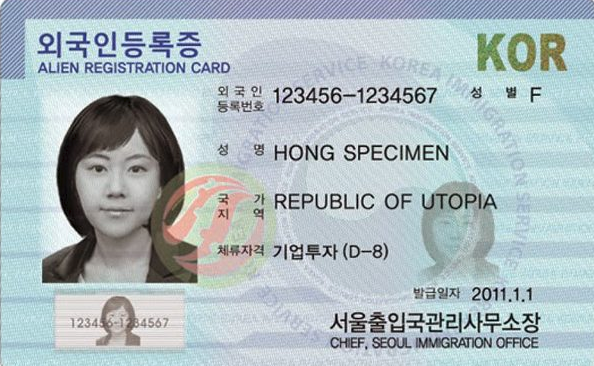 외국인등록증
KOR
ALIEN REGISTRATION CARD
외국인등록번호 123456-1234567 성별 F
성명 HONG SPECIMEN
국가지역 REPUBLIC OF UTOPIA
체류자격 기업투자 (D-8)
123456-1234567
발급일자 2011.1.1
서울출입국관리사무소장
CHIEF, SEOUL IMMIGRATION OFFICE
KOREA IMMIGRATION SERVICE